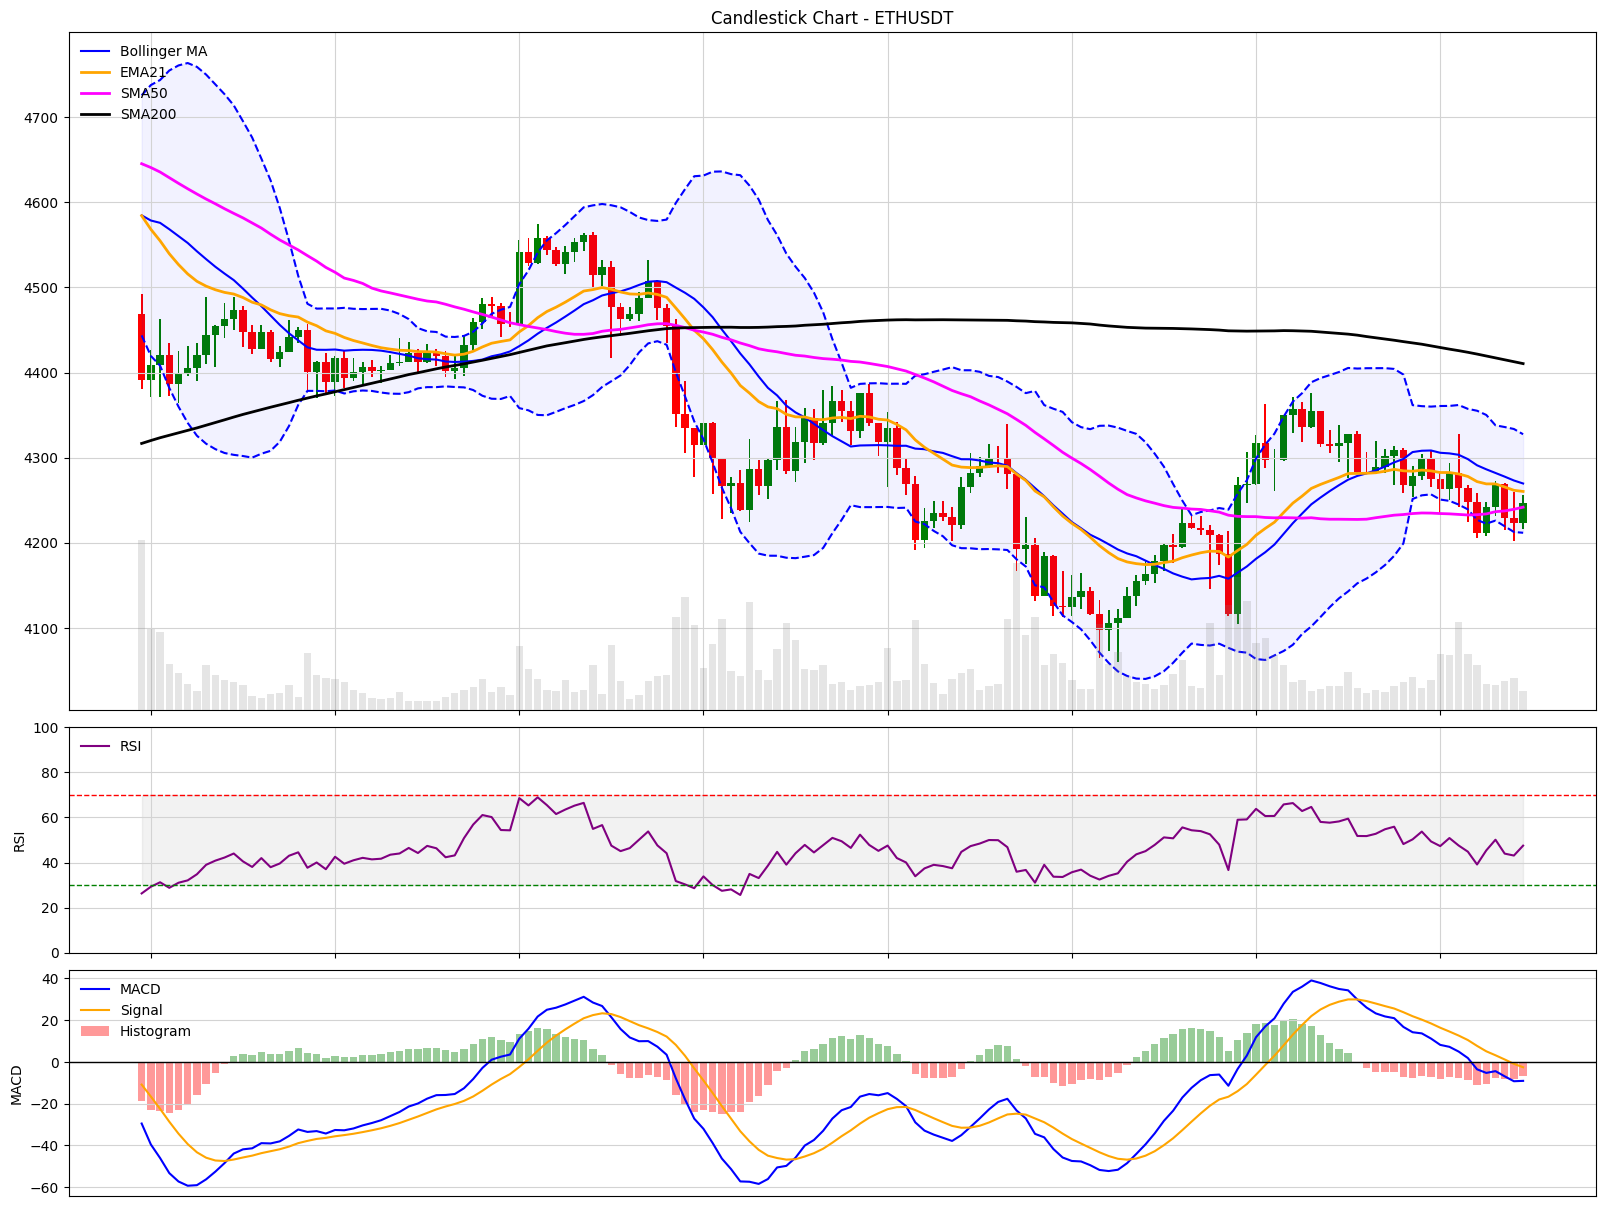 Candlestick Chart - ETHUSDT
Bollinger MA
EMA21
SMA50
SMA200
4700
4600
4500
4400
4300
4200
4100
RSI
100
80
60
40
20
0
RSI
MACD
Signal
Histogram
40
20
0
−20
−40
−60
MACD